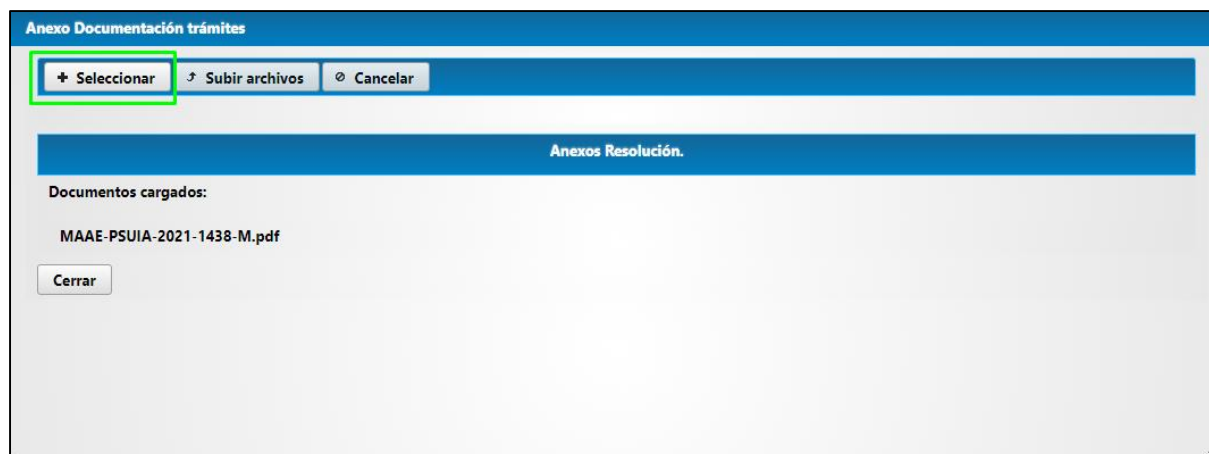 Anexo Documentación trámites
+ Seleccionar Subir archivos Cancelar
Anexos Resolución.
Documentos cargados:
MAAE-PSUIA-2021-1438-M.pdf
Cerrar